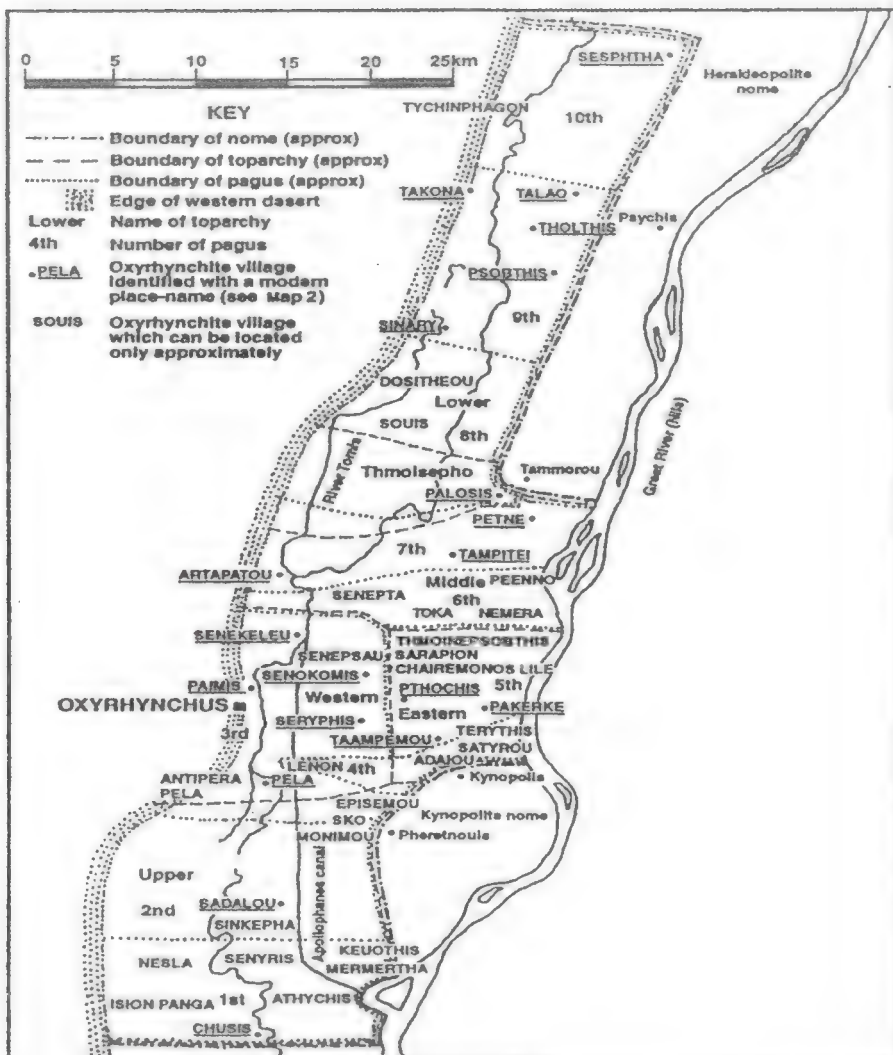 0 5 10 15 20 25km
KEY
Boundary of nome (approx)
Boundary of toparchy (approx)
Boundary of pagus (approx)
Edge of western desert
Lower Name of toparchy
4th Number of pagus
PELA Oxyrhynchite village
identified with a modern
place-name (see Map 2)
SOUIS Oxyrhynchite village
which can be located
only approximately
SESPHTHA
Herakleopolite
nome
TYCHINPHAGON
10th
TAKONA
TALAO
THOLTHIS
Psychis
PSOBTHIS
9th
SINARY
DOSITHEOU
Lower
SOUIS
8th
River Tomis
Great River (Nile)
Thmoisepho
Tammorou
PALOSIS
PETNE
7th
TAMPITEI
ARTAPATOU
Middle
PEENNO
SENEPTA
6th
TOKA NEMERA
SENEKELEU
THMOINEPSOBTHIS
SENEPSAU
SARAPION
CHAIREMONOS LILE
SENOKOMIS
5th
PAIMIS
Western
PTHOCHIS
OXYRHYNCHUS
Eastern
PAKERKE
SERYPHIS
3rd
TAAMPEMOU
TERYTHIS
SATYROU
LENON 4th
ADAIOU
ANTIPERA
PELA
PELA
Kynopolis
EPISEMOU
Kynopolite nome
SKO
MONIMOU
Pheretnouis
Upper
Apollophanes canal
2nd
SADALOU
SINKEPHA
KEUOTHIS
NESLA
SENYRIS
MERMERTHA
ISION PANGA
1st
ATHYCHIS
CHUSIS